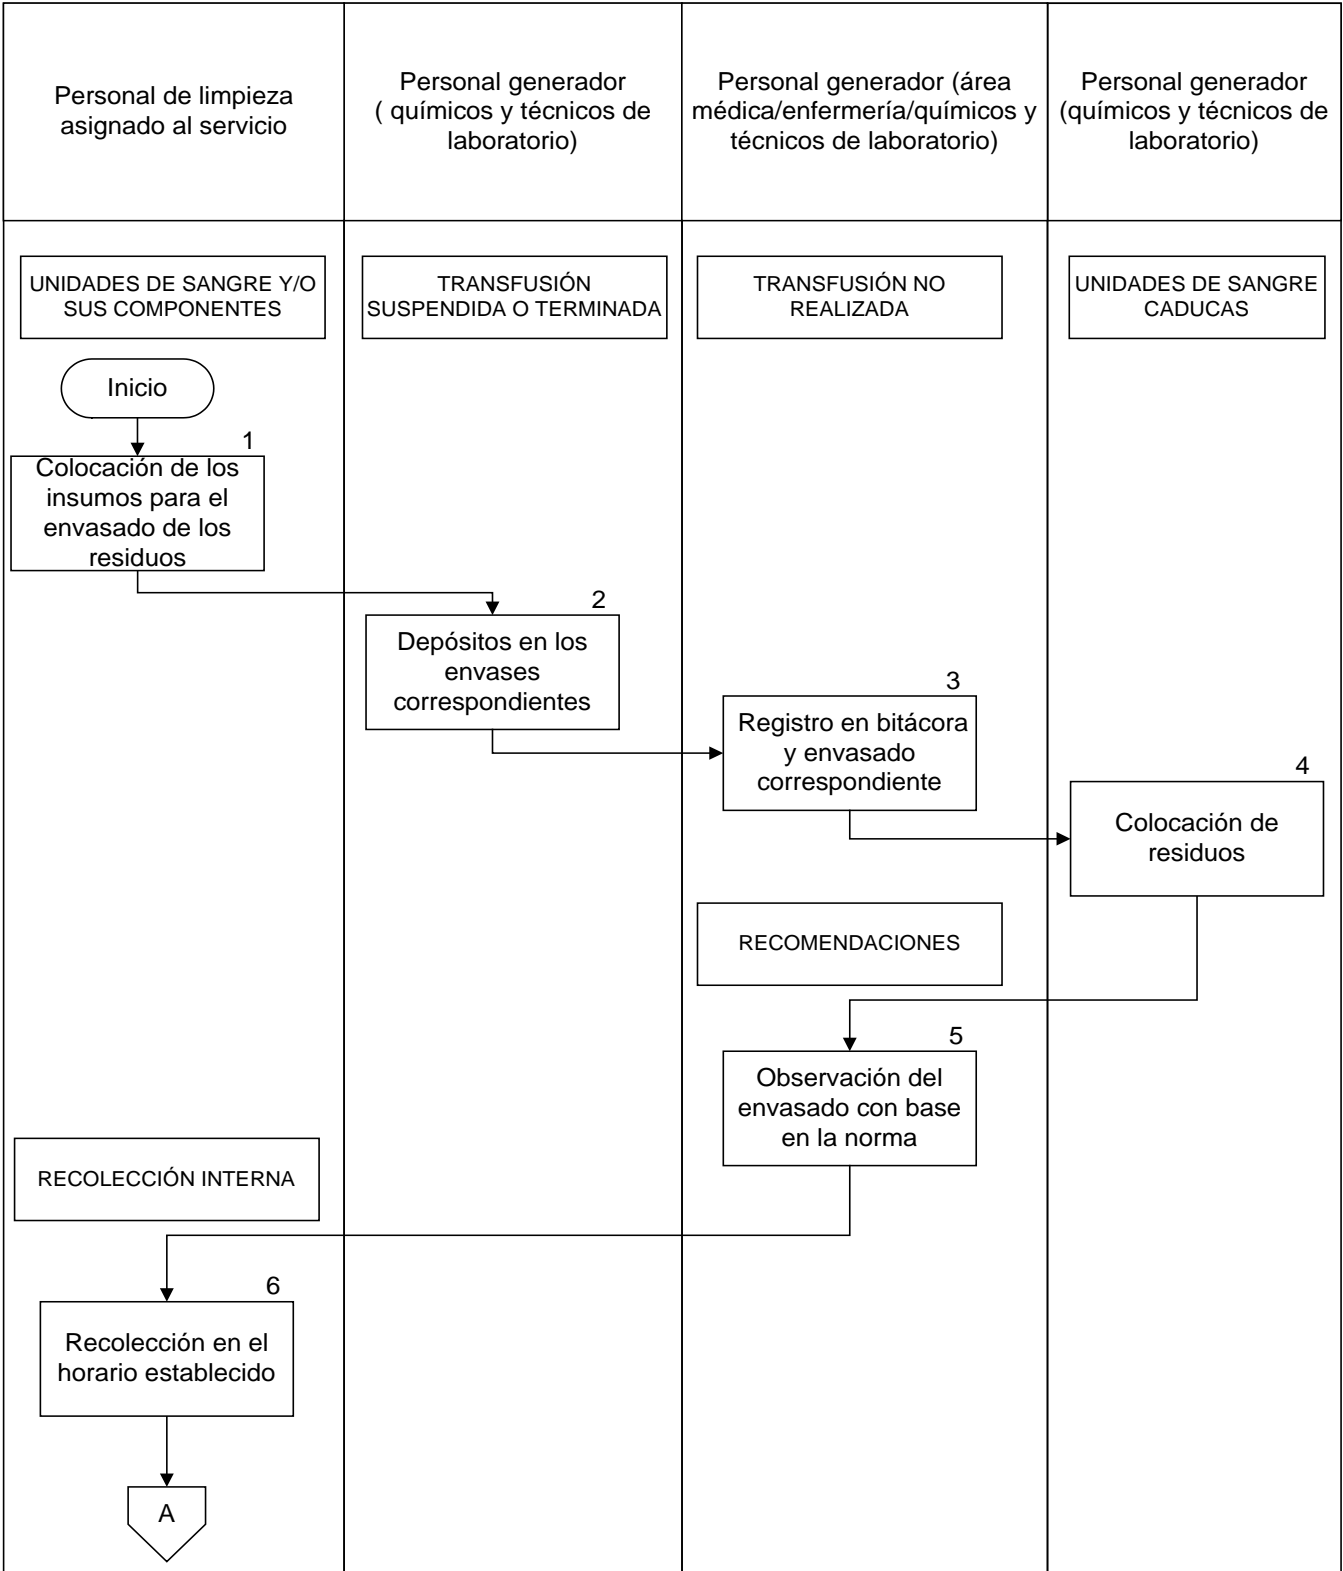 Personal de limpieza
asignado al servicio
Personal generador
( químicos y técnicos de
laboratorio)
Personal generador (área
médica/enfermería/químicos y
técnicos de laboratorio)
Personal generador
(químicos y técnicos de
laboratorio)
UNIDADES DE SANGRE Y/O
SUS COMPONENTES
TRANSFUSIÓN
SUSPENDIDA O TERMINADA
TRANSFUSIÓN NO
REALIZADA
UNIDADES DE SANGRE
CADUCAS
Inicio
1
Colocación de los
insumos para el
envasado de los
residuos
2
Depósitos en los
envases
correspondientes
3
Registro en bitácora
y envasado
correspondiente
4
Colocación de
residuos
RECOMENDACIONES
5
Observación del
envasado con base
en la norma
RECOLECCIÓN INTERNA
6
Recolección en el
horario establecido
A